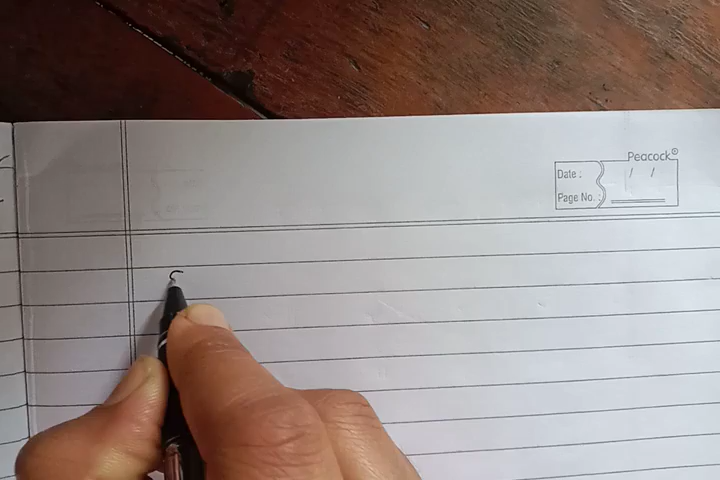 Peacock®
Date : / /
Page No. :